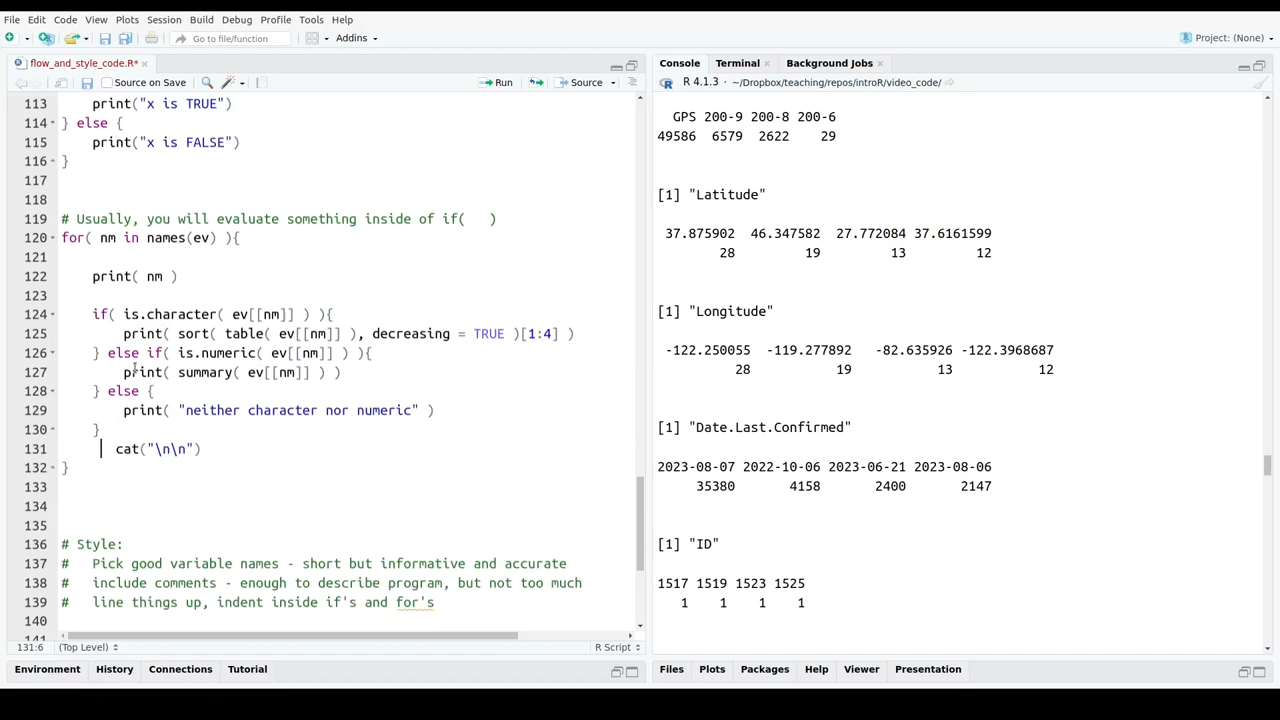 File Edit Code View Plots Session Build Debug Profile Tools Help
Go to file/function Addins Project: (None)
flow_and_style_code.R*
Source on Save Run Source
113 print("x is TRUE")
114 } else {
115 print("x is FALSE")
116 }
117
118
119 # Usually, you will evaluate something inside of if( )
120 for( nm in names(ev) ){
121
122 print( nm )
123
124 if( is.character( ev[[nm]] ) ){
125 print( sort( table( ev[[nm]] ), decreasing = TRUE )[1:4] )
126 } else if( is.numeric( ev[[nm]] ) ){
127 print( summary( ev[[nm]] ) )
128 } else {
129 print( "neither character nor numeric" )
130 }
131 cat("\n\n")
132 }
133
134
135
136 # Style:
137 # Pick good variable names - short but informative and accurate
138 # include comments - enough to describe program, but not too much
139 # line things up, indent inside if's and for's
140
141
131:6 (Top Level) R Script
Environment History Connections Tutorial
Console Terminal Background Jobs
R 4.1.3 · ~/Dropbox/teaching/repos/introR/video_code/
GPS 200-9 200-8 200-6
49586 6579 2622 29
[1] "Latitude"
37.875902 46.347582 27.772084 37.6161599
28 19 13 12
[1] "Longitude"
-122.250055 -119.277892 -82.635926 -122.3968687
28 19 13 12
[1] "Date.Last.Confirmed"
2023-08-07 2022-10-06 2023-06-21 2023-08-06
35380 4158 2400 2147
[1] "ID"
1517 1519 1523 1525
1 1 1 1
Files Plots Packages Help Viewer Presentation